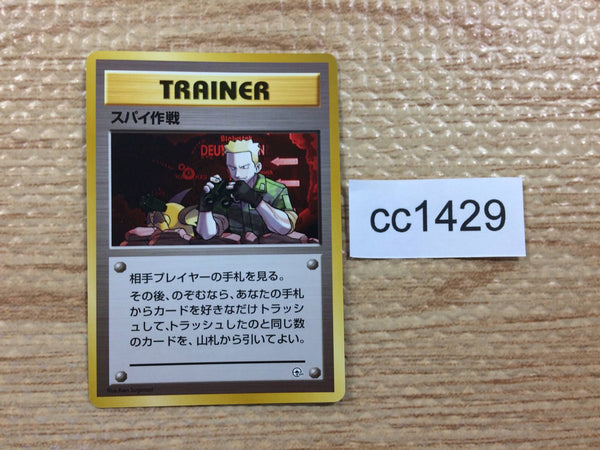 TRAINER
スパイ作戦
DEU
相手プレイヤーの手札を見る。
その後、のぞむなら、あなたの手札
からカードを好きなだけトラッシ
ュして、トラッシュしたのと同じ数
のカードを、山札から引いてよい。
Illus. Ken Sugimori
cc1429